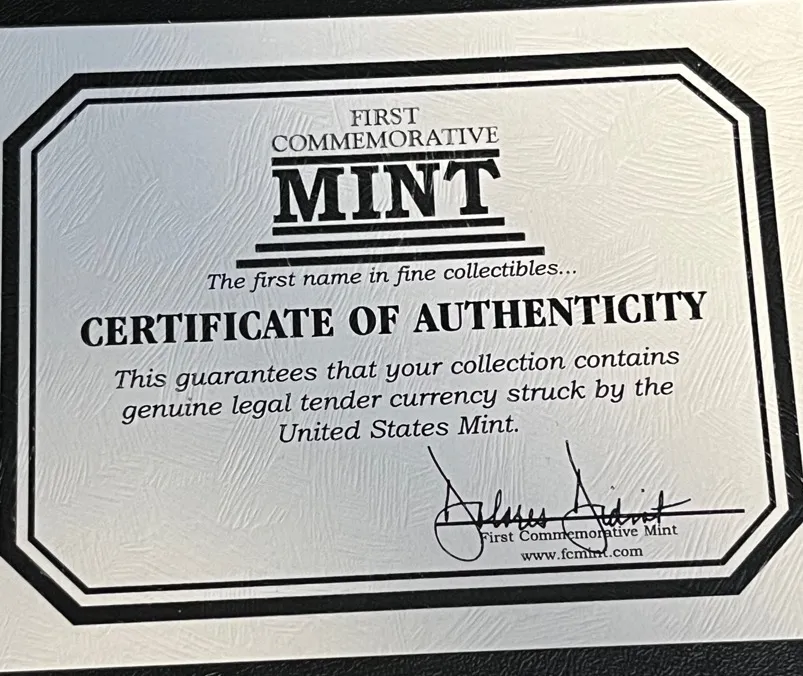 FIRST
COMMEMORATIVE
MINT
The first name in fine collectibles...
CERTIFICATE OF AUTHENTICITY
This guarantees that your collection contains
genuine legal tender currency struck by the
United States Mint.
First Commemorative Mint
www.fcmint.com